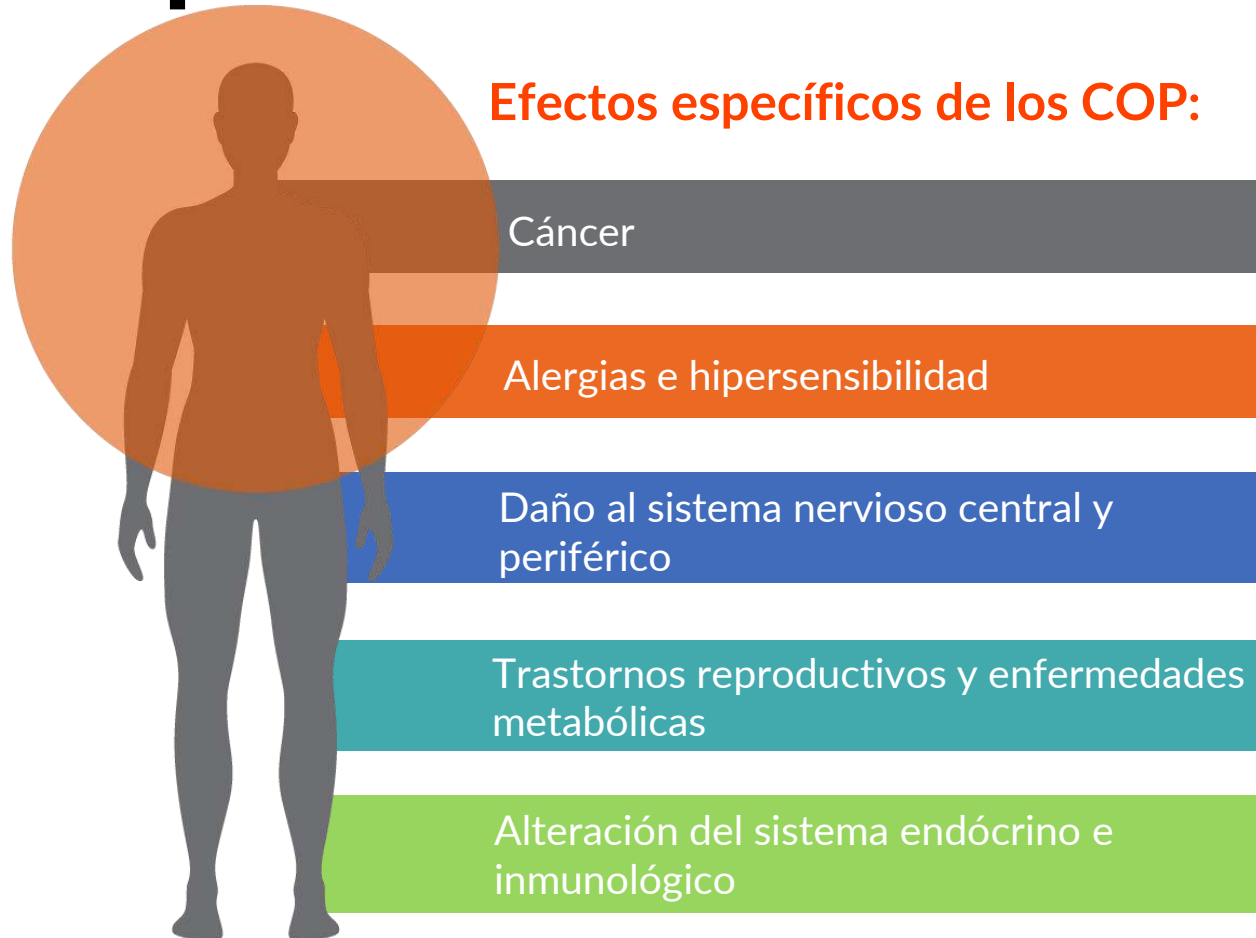 Efectos específicos de los COP:
Cáncer
Alergias e hipersensibilidad
Daño al sistema nervioso central y
periférico
Trastornos reproductivos y enfermedades
metabólicas
Alteración del sistema endócrino e
inmunológico